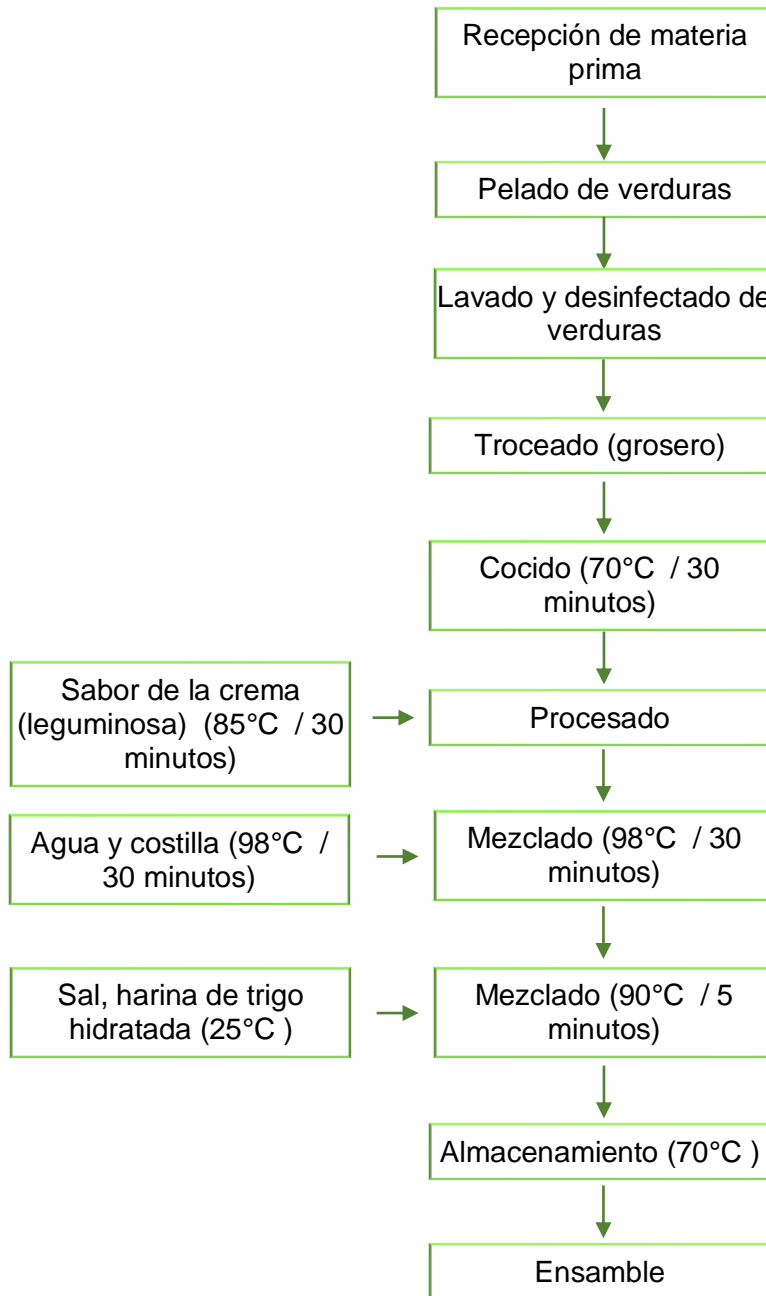 Recepción de materia
prima
Pelado de verduras
Lavado y desinfectado de
verduras
Troceado (grosero)
Cocido (70°C / 30
minutos)
Sabor de la crema
(leguminosa) (85°C / 30
minutos)
Procesado
Agua y costilla (98°C /
30 minutos)
Mezclado (98°C / 30
minutos)
Sal, harina de trigo
hidratada (25°C )
Mezclado (90°C / 5
minutos)
Almacenamiento (70°C )
Ensamble